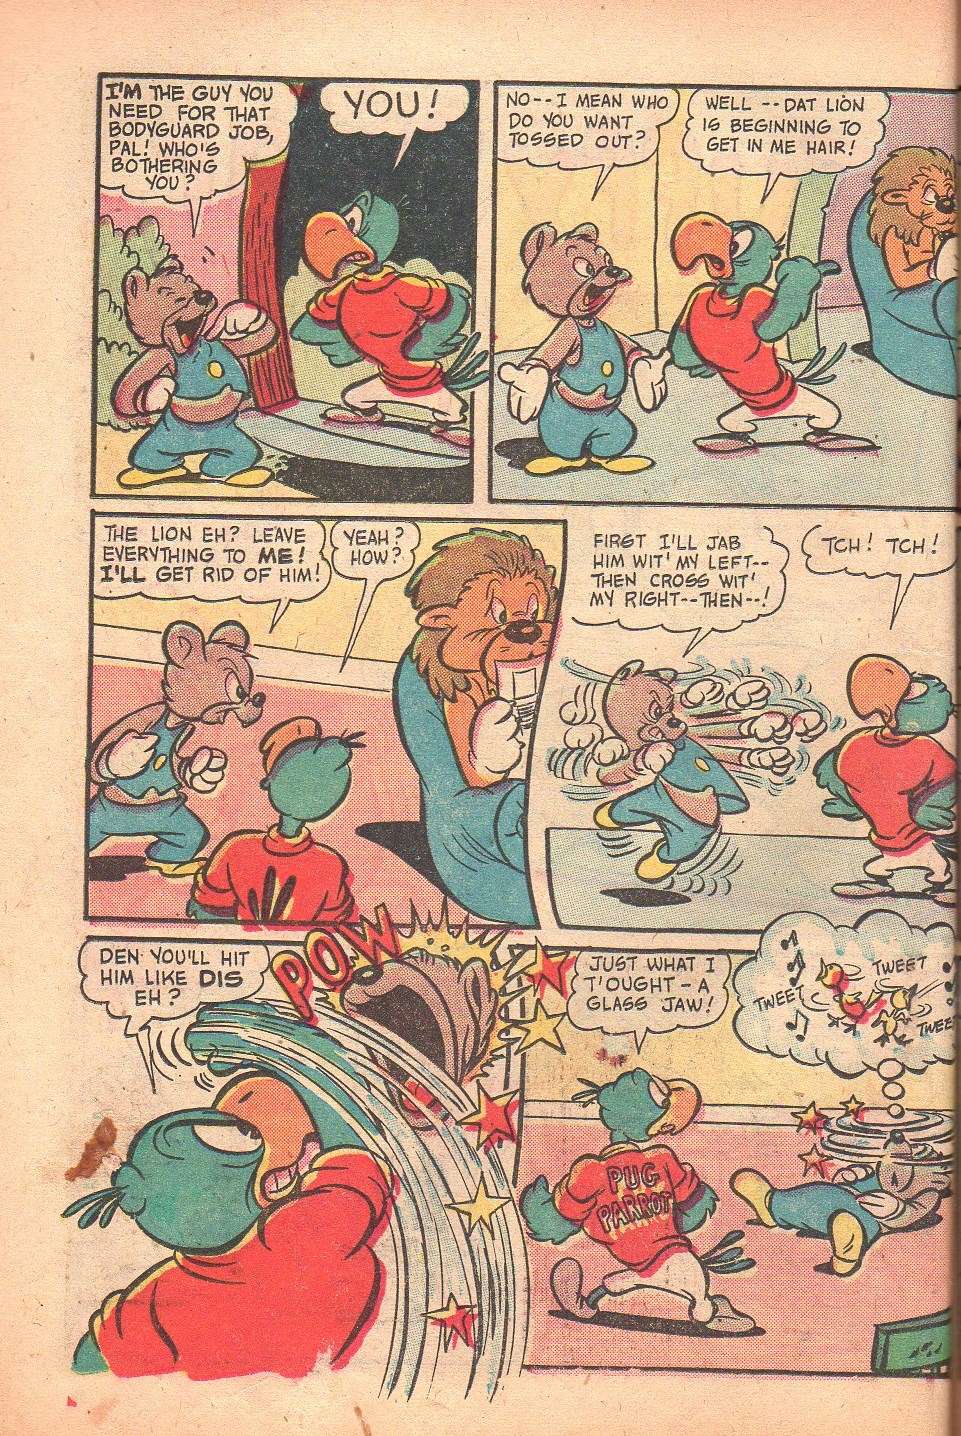 I'M THE GUY YOU
NEED FOR THAT
BODYGUARD JOB,
PAL! WHO'S
BOTHERING
YOU?
YOU!
NO--I MEAN WHO
DO YOU WANT
TOSSED OUT?
WELL--DAT LION
IS BEGINNING TO
GET IN ME HAIR!
THE LION EH? LEAVE
EVERYTHING TO ME!
I'LL GET RID OF HIM!
YEAH?
HOW?
FIRST I'LL JAB
HIM WIT' MY LEFT--
THEN CROSS WIT'
MY RIGHT--THEN--!
TCH! TCH!
DEN YOU'LL HIT
HIM LIKE DIS
EH?
POW
JUST WHAT I
T'OUGHT-A
GLASS JAW!
TWEET
TWEET
TWEET
PUG
PARROT